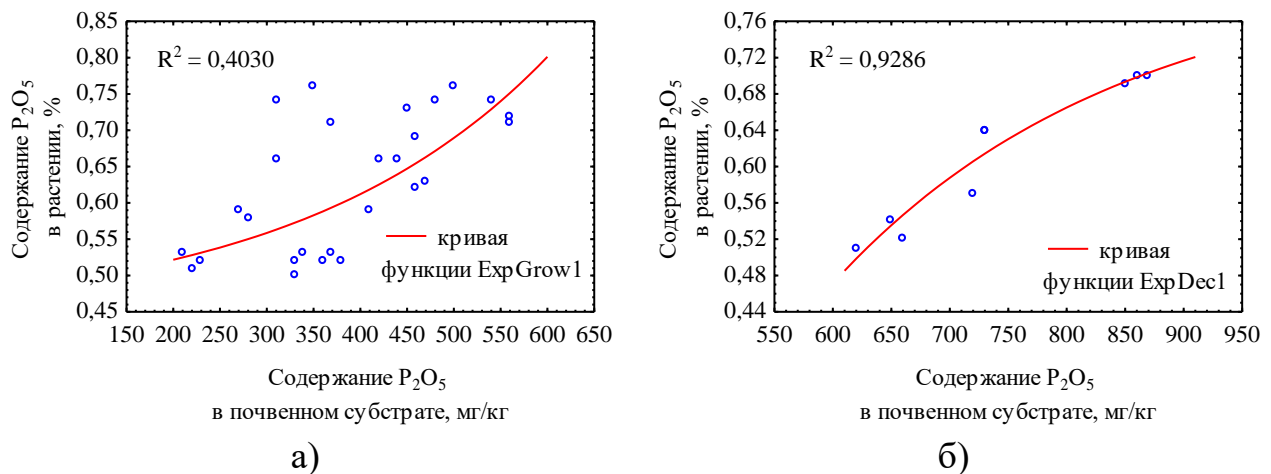 Содержание P₂O₅
в растении, %
0,85
0,80
0,75
0,70
0,65
0,60
0,55
0,50
0,45
R² = 0,4030
кривая
функции ExpGrow1
150 200 250 300 350 400 450 500 550 600 650
Содержание P₂O₅
в почвенном субстрате, мг/кг
а)
Содержание P₂O₅
в растении, %
0,76
0,72
0,68
0,64
0,60
0,56
0,52
0,48
0,44
R² = 0,9286
кривая
функции ExpDec1
550 600 650 700 750 800 850 900 950
Содержание P₂O₅
в почвенном субстрате, мг/кг
б)